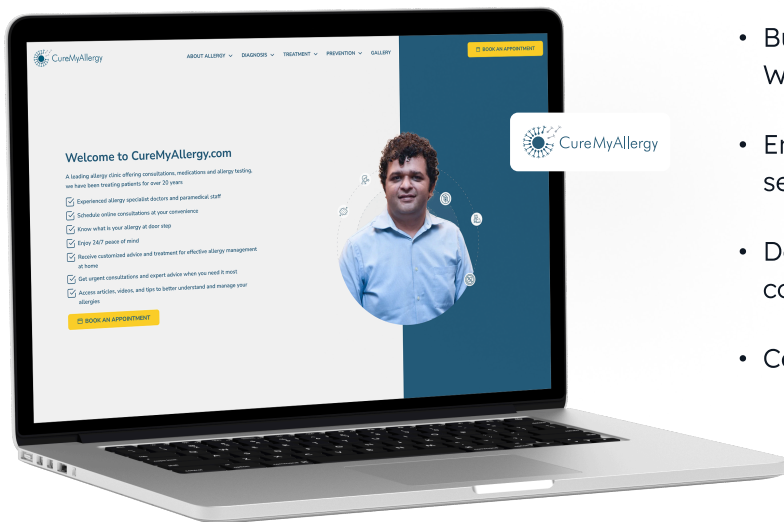 CureMyAllergy
ABOUT ALLERGY DIAGNOSIS TREATMENT PREVENTION GALLERY
BOOK AN APPOINTMENT
Welcome to CureMyAllergy.com
A leading allergy clinic offering consultations, medications and allergy testing,
we have been treating patients for over 20 years
Experienced allergy specialist doctors and paramedical staff
Schedule online consultations at your convenience
Know what is your allergy at door step
Enjoy 24/7 peace of mind
Receive customized advice and treatment for effective allergy management
at home
Get urgent consultations and expert advice when you need it most
Access articles, videos, and tips to better understand and manage your
allergies
BOOK AN APPOINTMENT
CureMyAllergy